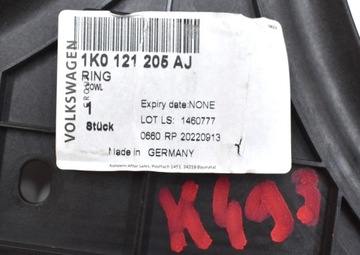 VOLKSWAGEN
1K0 121 205 AJ
RING
COWL
1
Stück
Expiry date:NONE
LOT LS: 1460777
0660 RP 20220913
Made in GERMANY
K493